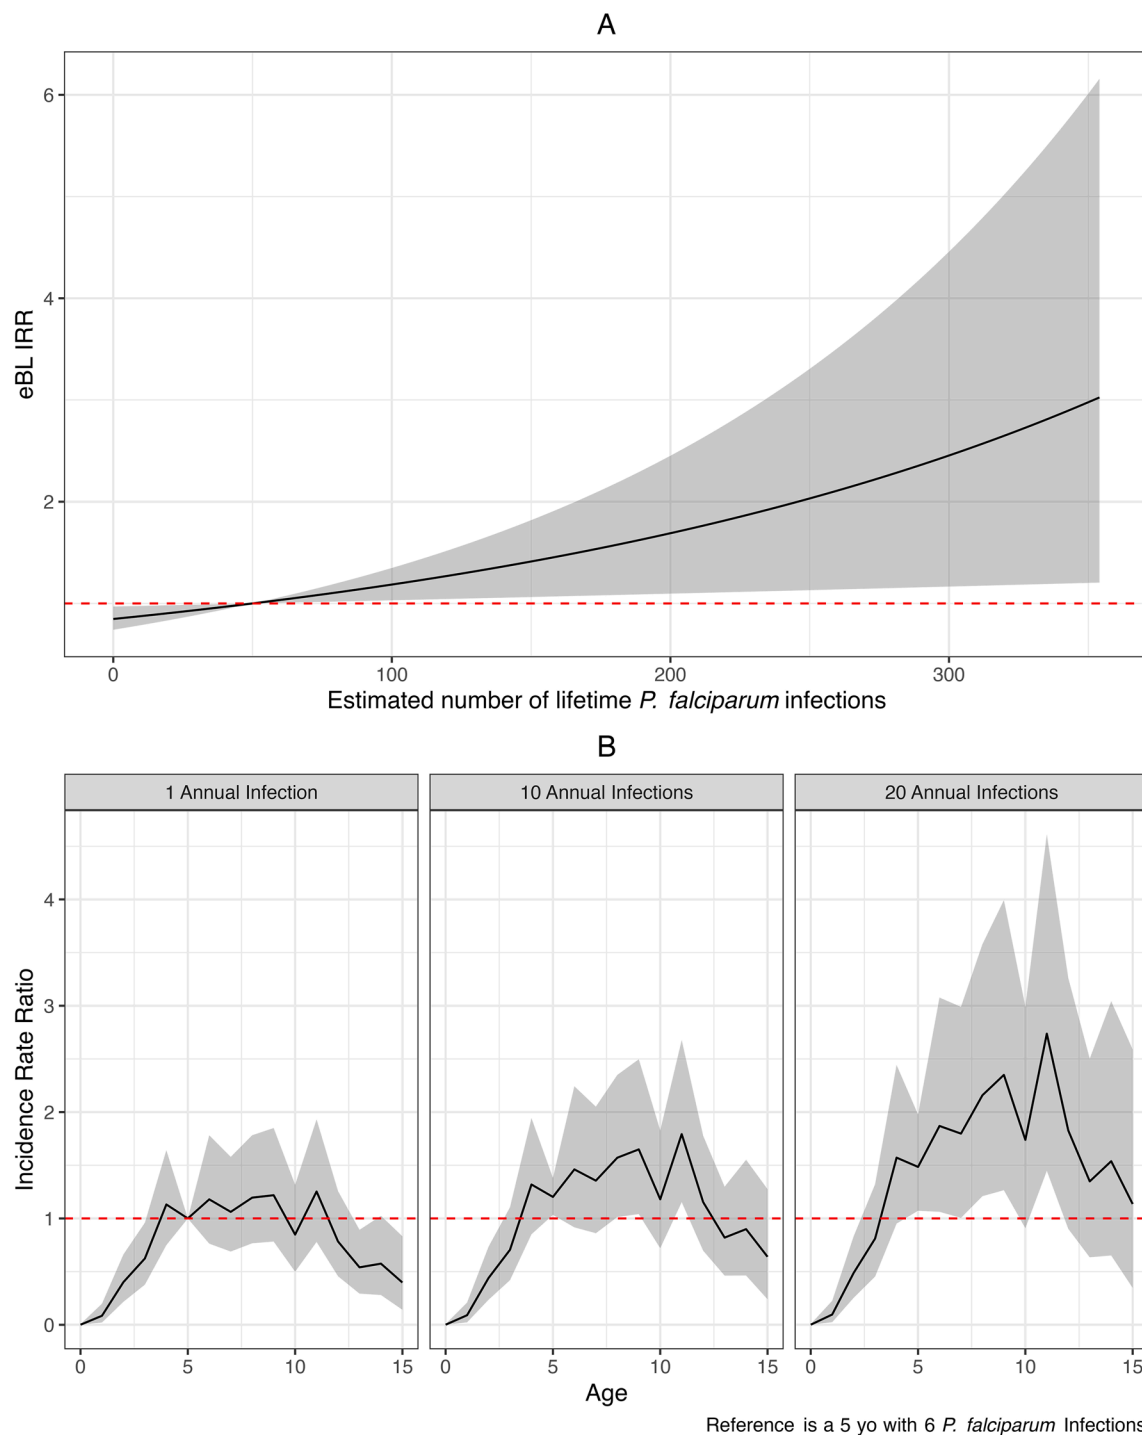 A
6
4
2
eBL IRR
0 100 200 300
Estimated number of lifetime P. falciparum infections
B
1 Annual Infection 10 Annual Infections 20 Annual Infections
4
3
2
1
0
Incidence Rate Ratio
0 5 10 15 0 5 10 15 0 5 10 15
Age
Reference is a 5 yo with 6 P. falciparum Infections